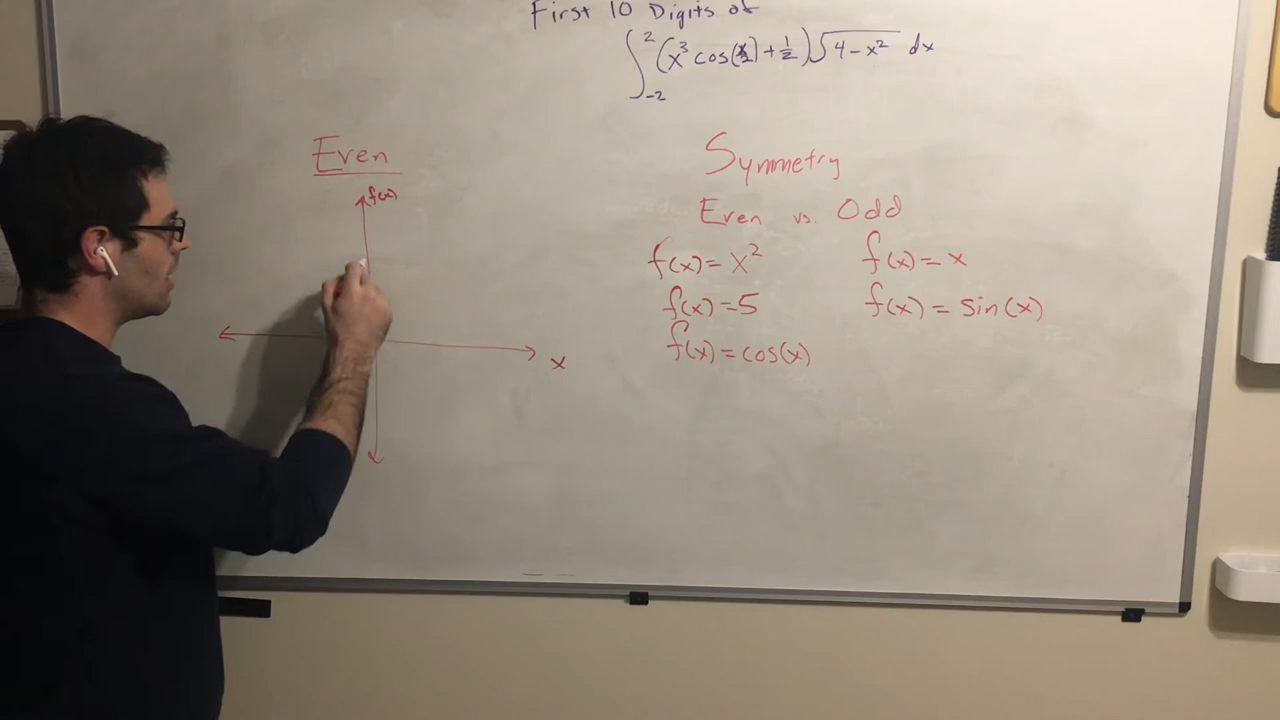 First 10 Digits of
∫_{-2}^{2} (x³ cos(x/2) + 1/2) √(4 - x²) dx
Even
f(x)
x
Symmetry
Even vs. Odd
f(x) = x² f(x) = x
f(x) = 5 f(x) = sin(x)
f(x) = cos(x)